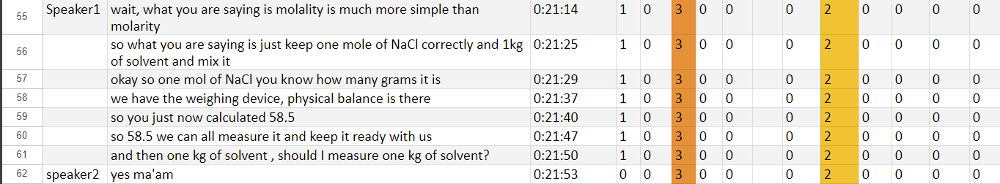 55 Speaker1 wait, what you are saying is molality is much more simple than 0:21:14 1 0 3 0 0 0 2 0 0 0 0
molarity
56 so what you are saying is just keep one mole of NaCl correctly and 1kg 0:21:25 1 0 3 0 0 0 2 0 0 0 0
of solvent and mix it
57 okay so one mol of NaCl you know how many grams it is 0:21:29 1 0 3 0 0 0 2 0 0 0 0
58 we have the weighing device, physical balance is there 0:21:37 1 0 3 0 0 0 2 0 0 0 0
59 so you just now calculated 58.5 0:21:40 1 0 3 0 0 0 2 0 0 0 0
60 so 58.5 we can all measure it and keep it ready with us 0:21:47 1 0 3 0 0 0 2 0 0 0 0
61 and then one kg of solvent , should I measure one kg of solvent? 0:21:50 1 0 3 0 0 0 2 0 0 0 0
62 speaker2 yes ma'am 0:21:53 0 0 3 0 0 0 2 0 0 0 0